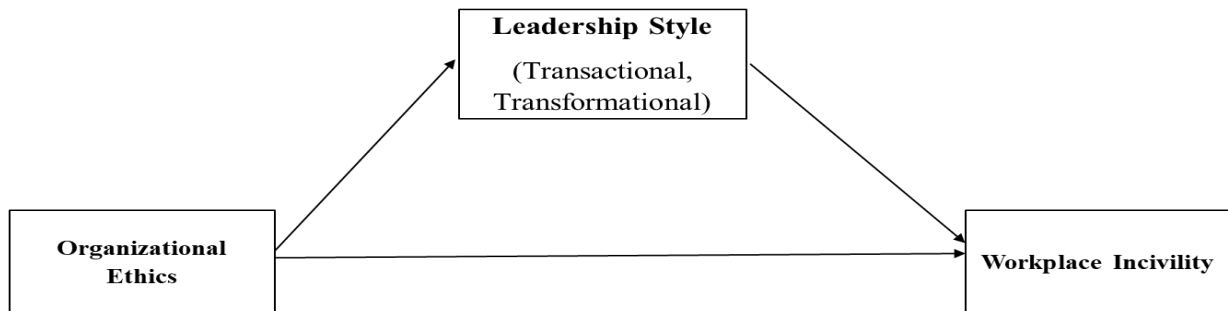 Leadership Style
(Transactional,
Transformational)
Organizational
Ethics
Workplace Incivility